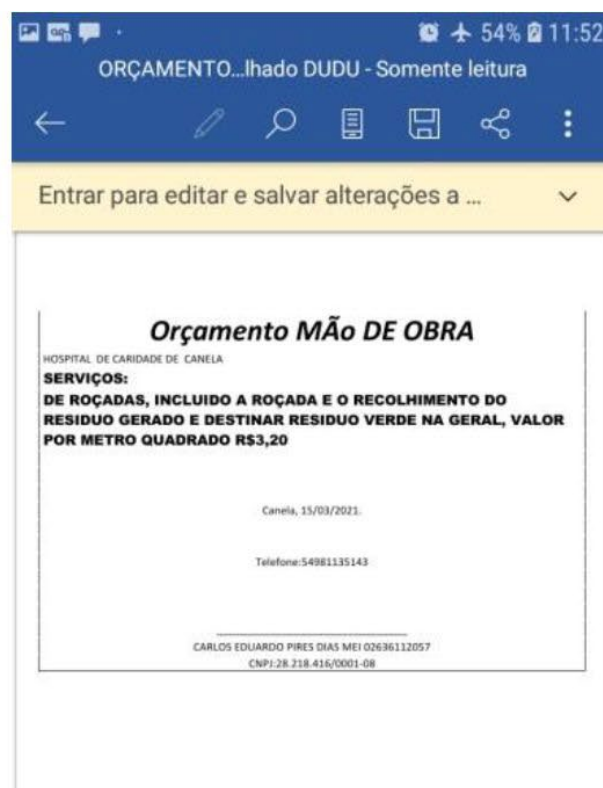 54% 11:52
ORÇAMENTO...lhado DUDU - Somente leitura
Entrar para editar e salvar alterações a ...
Orçamento MÃo DE OBRA
HOSPITAL DE CARIDADE DE CANELA
SERVIÇOS:
DE ROÇADAS, INCLUIDO A ROÇADA E O RECOLHIMENTO DO
RESIDUO GERADO E DESTINAR RESIDUO VERDE NA GERAL, VALOR
POR METRO QUADRADO R$3,20
Canela, 15/03/2021.
Telefone:54981135143
CARLOS EDUARDO PIRES DIAS MEI 02636112057
CNPJ:28.218.416/0001-08